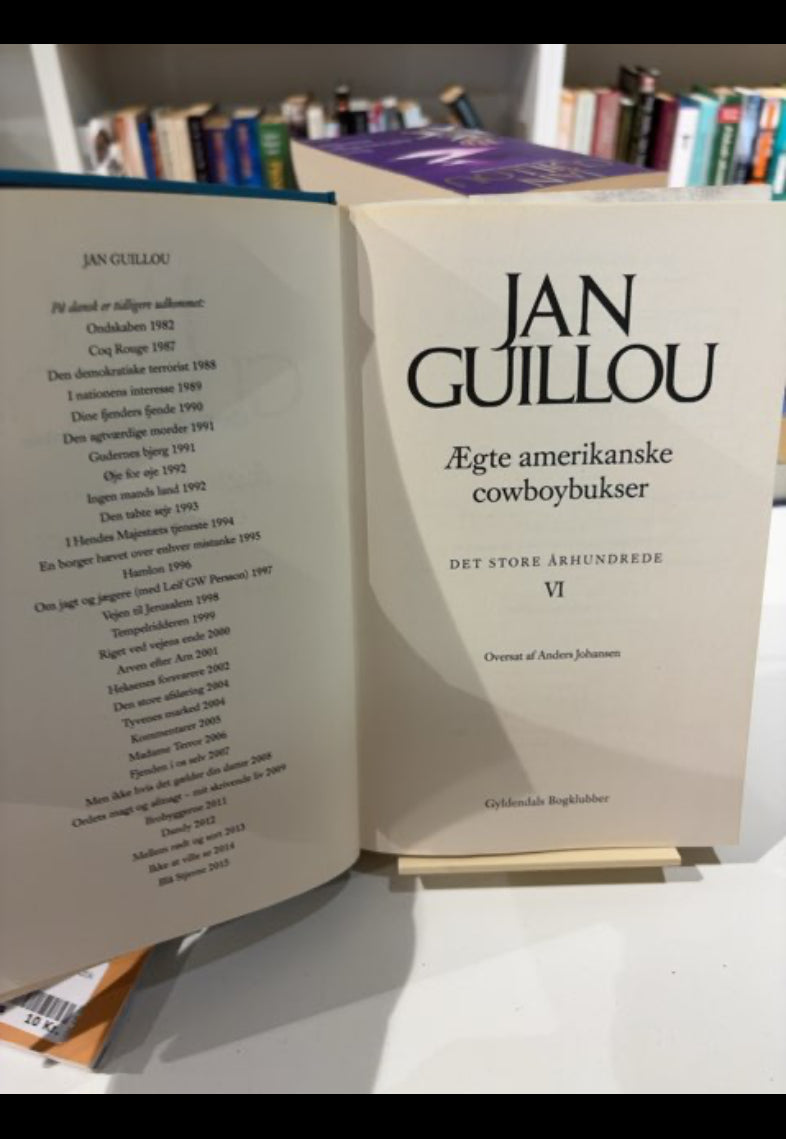 JAN GUILLOU
På dansk er tidligere udkommet:
Ondskaben 1982
Coq Rouge 1987
Den demokratiske terrorist 1988
I nationens interesse 1989
Dine fjenders fjende 1990
Den agtværdige morder 1991
Gudernes bjerg 1991
Øje for øje 1992
Ingen mands land 1992
Den tabte sejr 1993
I Hendes Majestæts tjeneste 1994
En borger hævet over enhver mistanke 1995
Hamlon 1996
Om jagt og jægere (med Leif GW Persson) 1997
Vejen til Jerusalem 1998
Tempelridderen 1999
Riget ved vejens ende 2000
Arven efter Arn 2001
Heksenes forsvarere 2002
Den store afsløring 2004
Tyvenes marked 2004
Kommentarer 2005
Madame Terror 2006
Fjenden i os selv 2007
Men ikke hvis det gælder din datter 2008
Ordets magt og afmagt – mit skrivende liv 2009
Brobyggerne 2011
Dandy 2012
Mellem rødt og sort 2013
Ikke at ville se 2014
Blå Stjerne 2015
JAN
GUILLOU
Ægte amerikanske
cowboybukser
DET STORE ÅRHUNDREDE
VI
Oversat af Anders Johansen
Gyldendals Bogklubber
10 Kr.